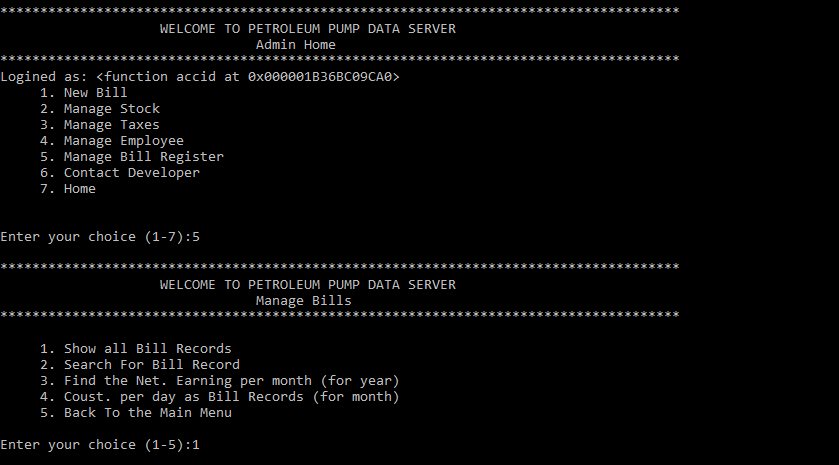 *************************************************************************************
WELCOME TO PETROLEUM PUMP DATA SERVER
Admin Home
*************************************************************************************
Logined as: <function accid at 0x000001B36BC09CA0>
1. New Bill
2. Manage Stock
3. Manage Taxes
4. Manage Employee
5. Manage Bill Register
6. Contact Developer
7. Home
Enter your choice (1-7):5
*************************************************************************************
WELCOME TO PETROLEUM PUMP DATA SERVER
Manage Bills
*************************************************************************************
1. Show all Bill Records
2. Search For Bill Record
3. Find the Net. Earning per month (for year)
4. Coust. per day as Bill Records (for month)
5. Back To the Main Menu
Enter your choice (1-5):1